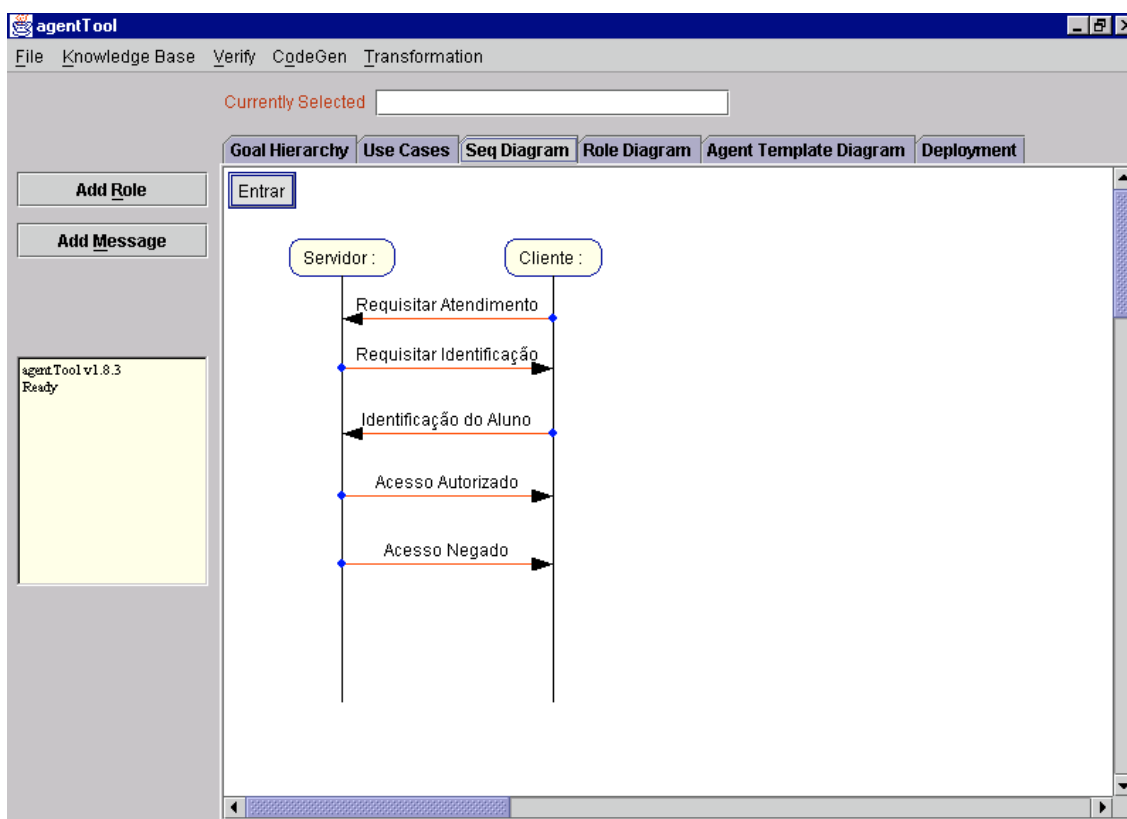 agentTool
File Knowledge Base Verify CodeGen Transformation
Currently Selected
Goal Hierarchy Use Cases Seq Diagram Role Diagram Agent Template Diagram Deployment
Add Role
Add Message
agentTool v1.8.3
Ready
Entrar
Servidor : Cliente :
Requisitar Atendimento
Requisitar Identificação
Identificação do Aluno
Acesso Autorizado
Acesso Negado